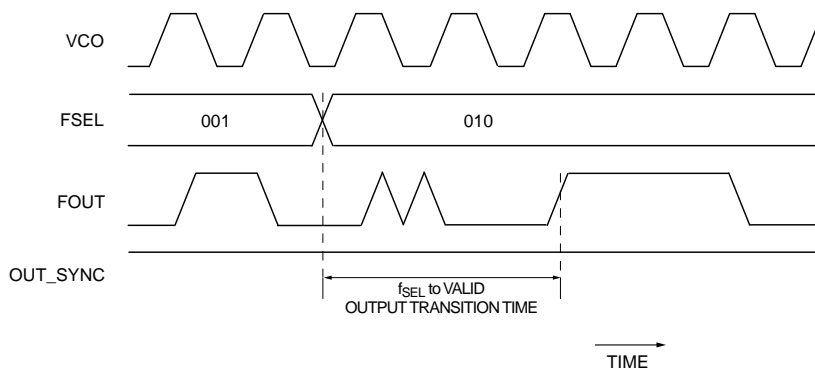 VCO
FSEL
001
010
FOUT
OUT_SYNC
fSEL to VALID
OUTPUT TRANSITION TIME
TIME